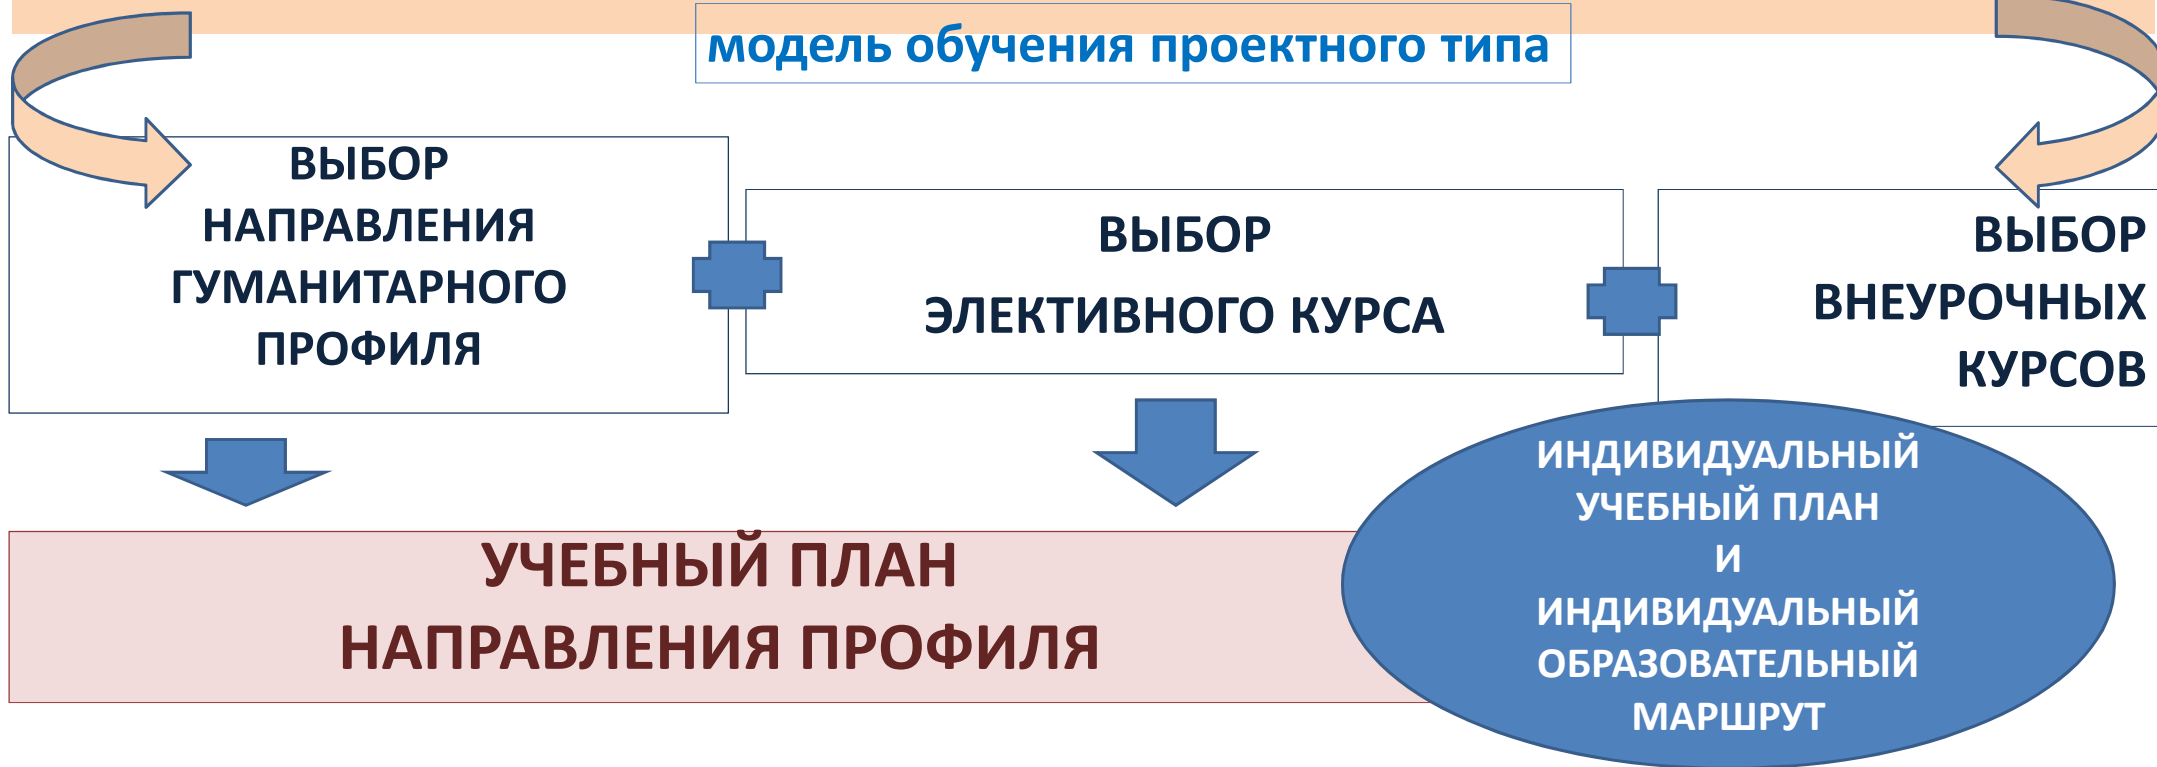 модель обучения проектного типа
ВЫБОР
НАПРАВЛЕНИЯ
ГУМАНИТАРНОГО
ПРОФИЛЯ
ВЫБОР
ЭЛЕКТИВНОГО КУРСА
ВЫБОР
ВНЕУРОЧНЫХ
КУРСОВ
УЧЕБНЫЙ ПЛАН
НАПРАВЛЕНИЯ ПРОФИЛЯ
ИНДИВИДУАЛЬНЫЙ
УЧЕБНЫЙ ПЛАН
И
ИНДИВИДУАЛЬНЫЙ
ОБРАЗОВАТЕЛЬНЫЙ
МАРШРУТ